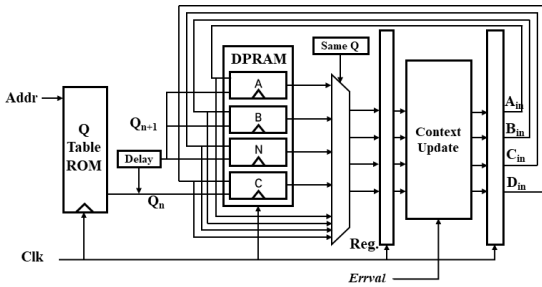 Same Q
DPRAM
A
B
N
C
Addr
Q
Table
ROM
Qn+1
Delay
Qn
Context
Update
Ain
Bin
Cin
Din
Reg.
Clk
Errval